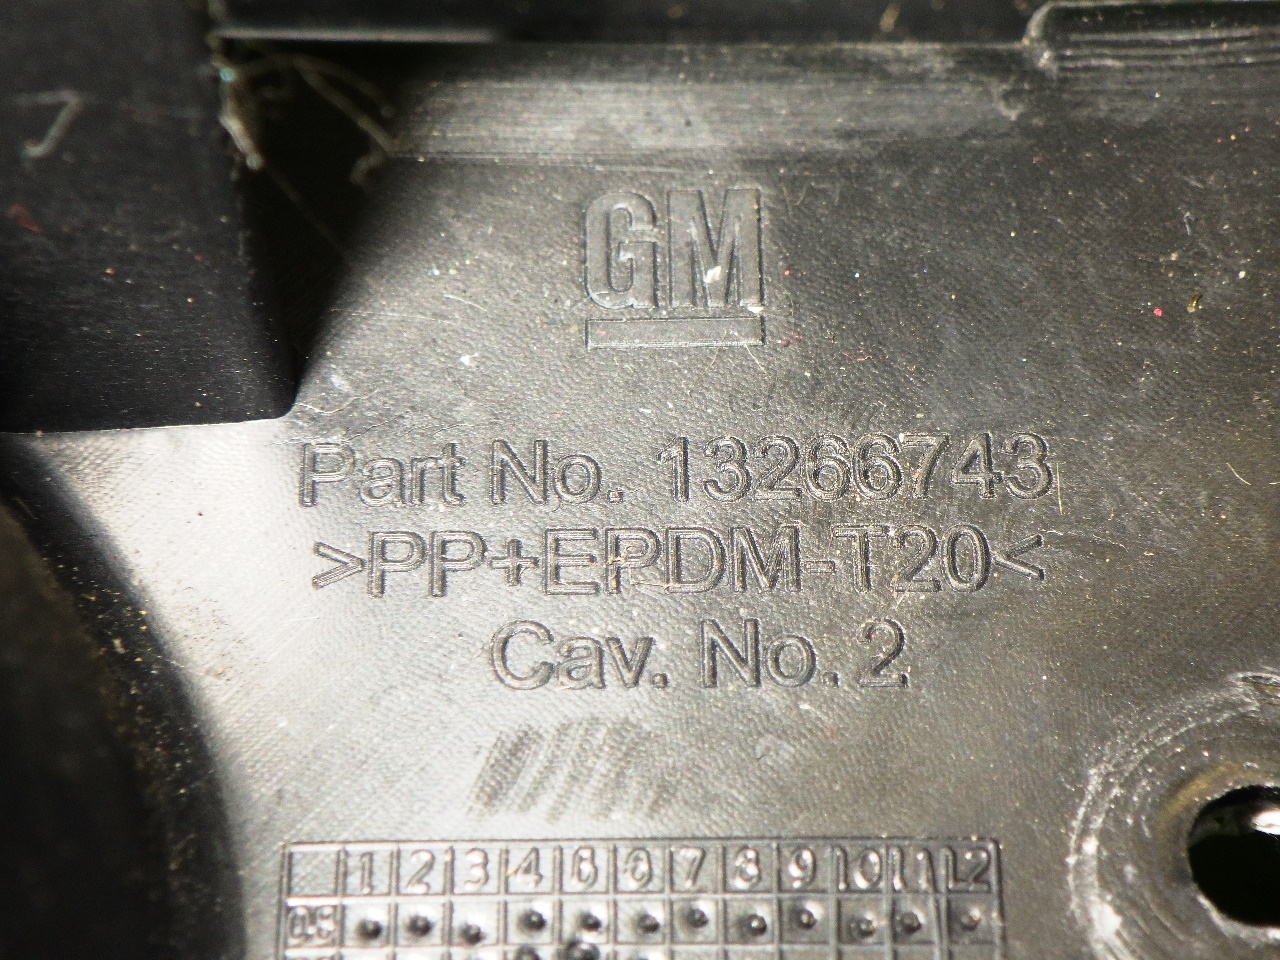 GM
Part No. 13266743
>PP+EPDM-T20<
Cav. No. 2
1 2 3 4 5 6 7 8 9 10 11 12
08